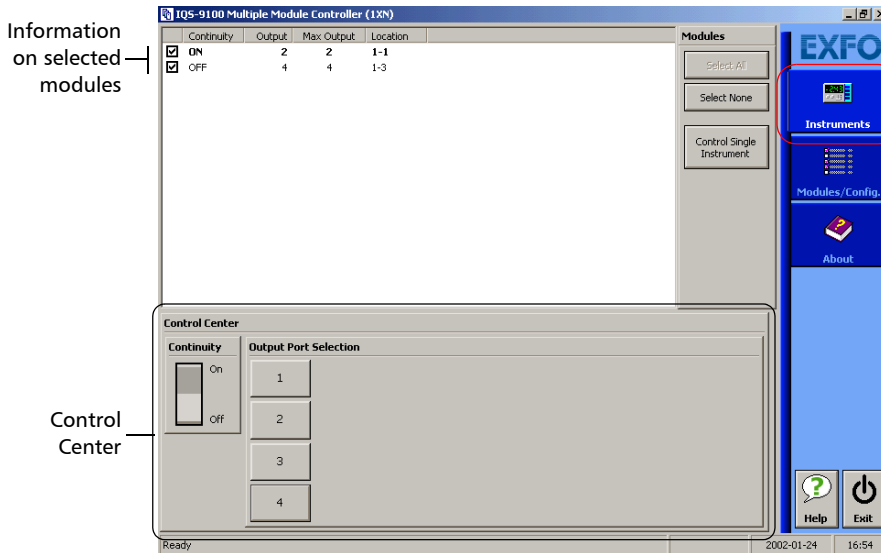 IQS-9100 Multiple Module Controller (1XN)
Information on selected modules
Continuity Output Max Output Location
ON 2 2 1-1
OFF 4 4 1-3
Modules
Select All
Select None
Control Single Instrument
EXFO
Instruments
Modules/Config.
About
Control Center
Control Center
Continuity
On
Off
Output Port Selection
1
2
3
4
Help
Exit
Ready
2002-01-24 16:54